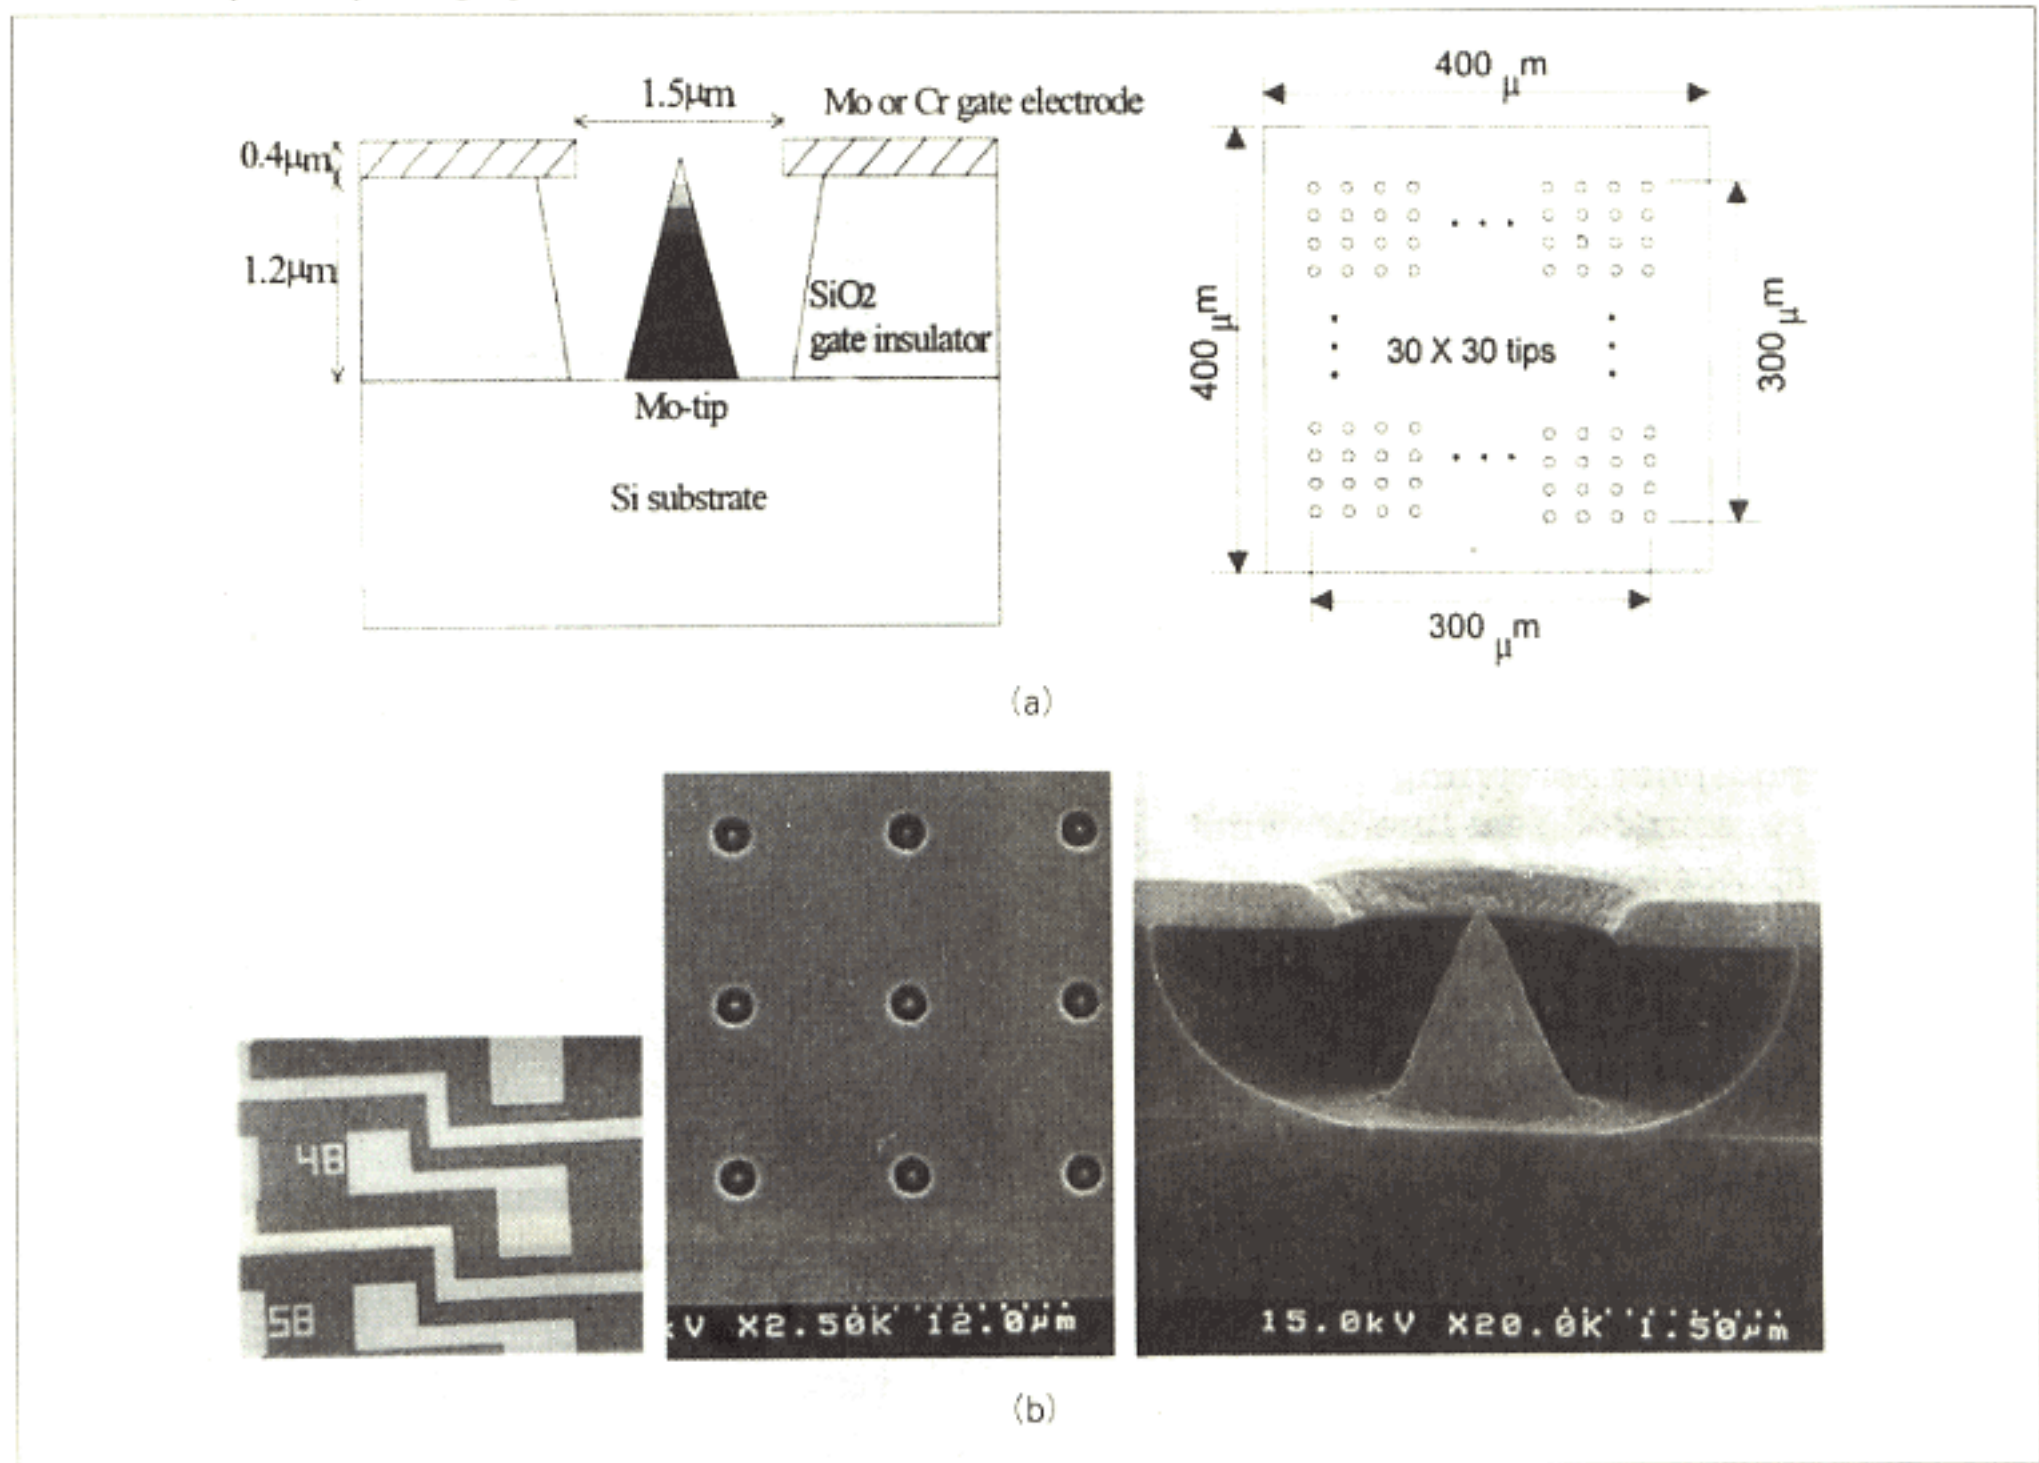 1.5μm
Mo or Cr gate electrode
0.4μm
1.2μm
SiO2
gate insulator
Mo-tip
Si substrate
400 μm
400 μm
30 X 30 tips
300 μm
300 μm
(a)
48
58
kV X2.50K 12.0μm
15.0kV X20.0K 1.50μm
(b)